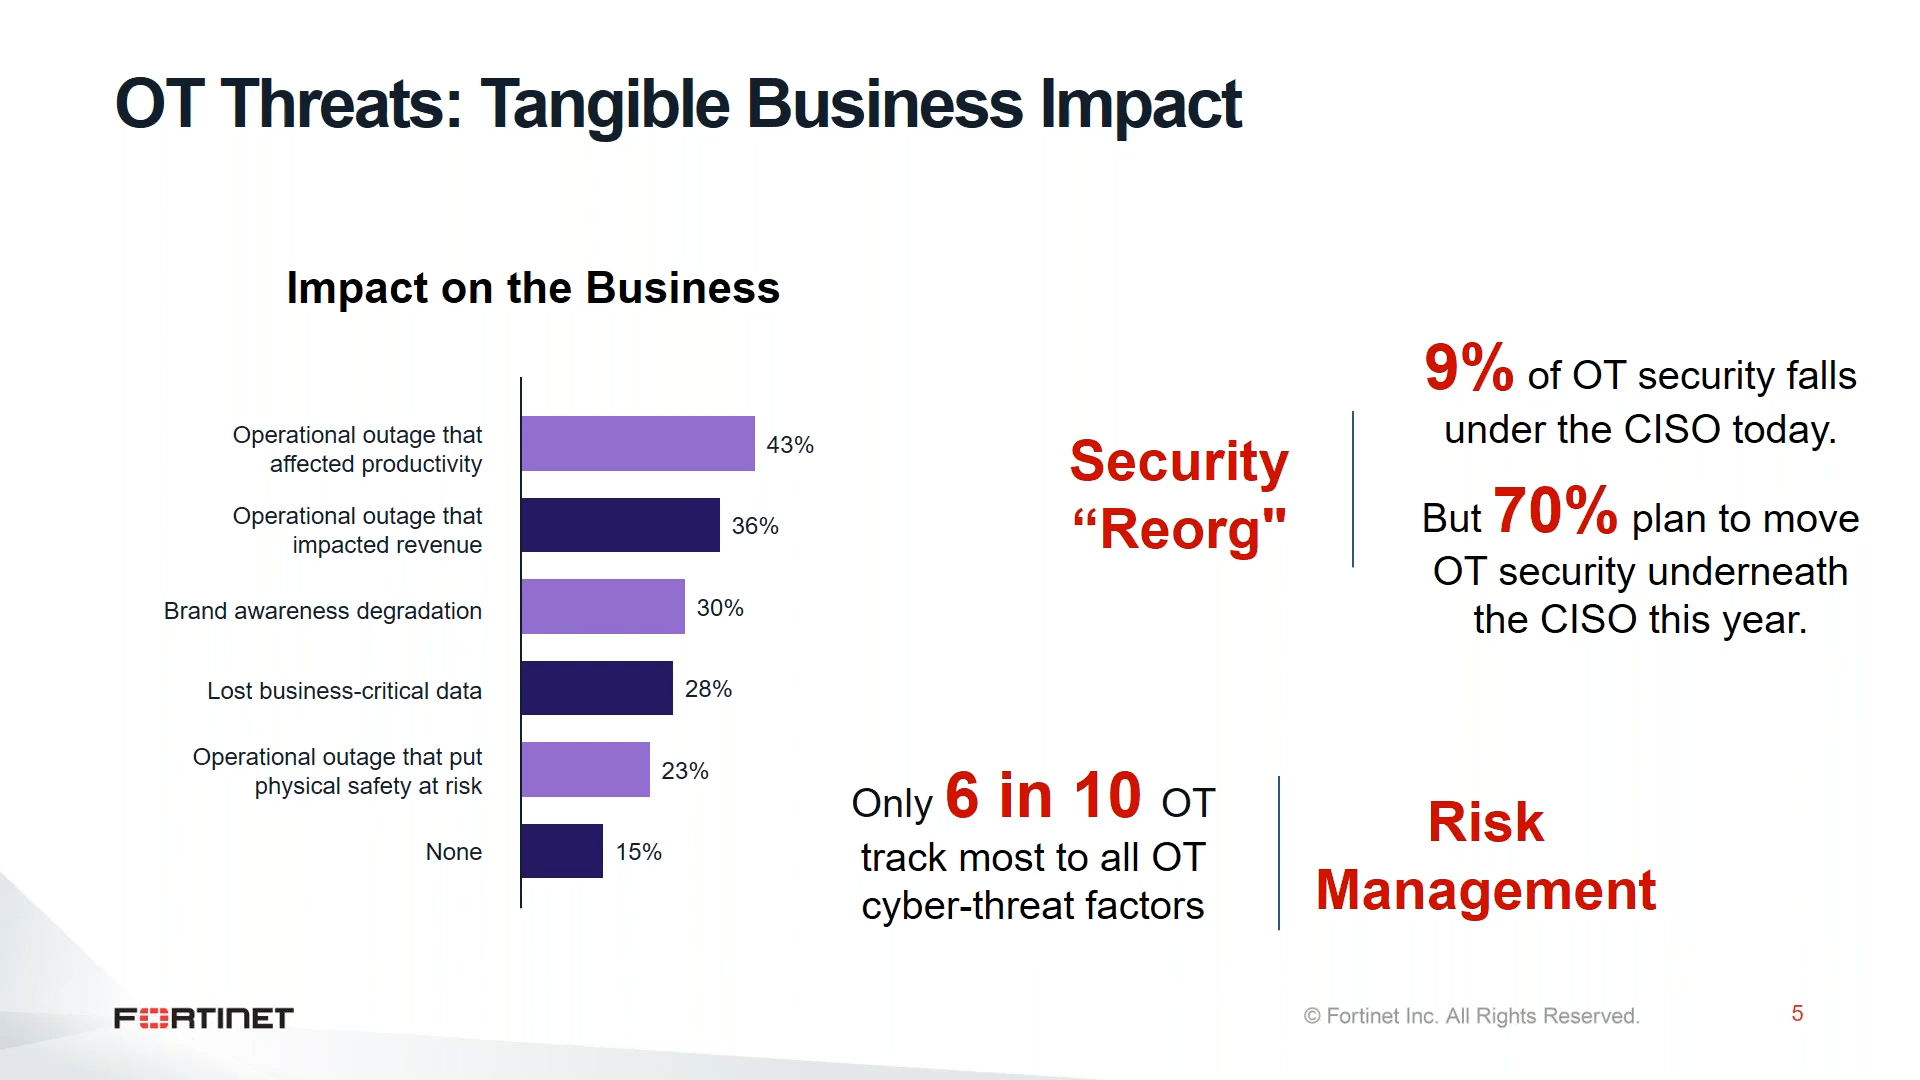 OT Threats: Tangible Business Impact
Impact on the Business
Operational outage that
affected productivity
43%
Operational outage that
impacted revenue
36%
Brand awareness degradation
30%
Lost business-critical data
28%
Operational outage that put
physical safety at risk
23%
None
15%
Security
“Reorg"
9% of OT security falls
under the CISO today.
But 70% plan to move
OT security underneath
the CISO this year.
Only 6 in 10 OT
track most to all OT
cyber-threat factors
Risk
Management
FORTINET
© Fortinet Inc. All Rights Reserved.
5